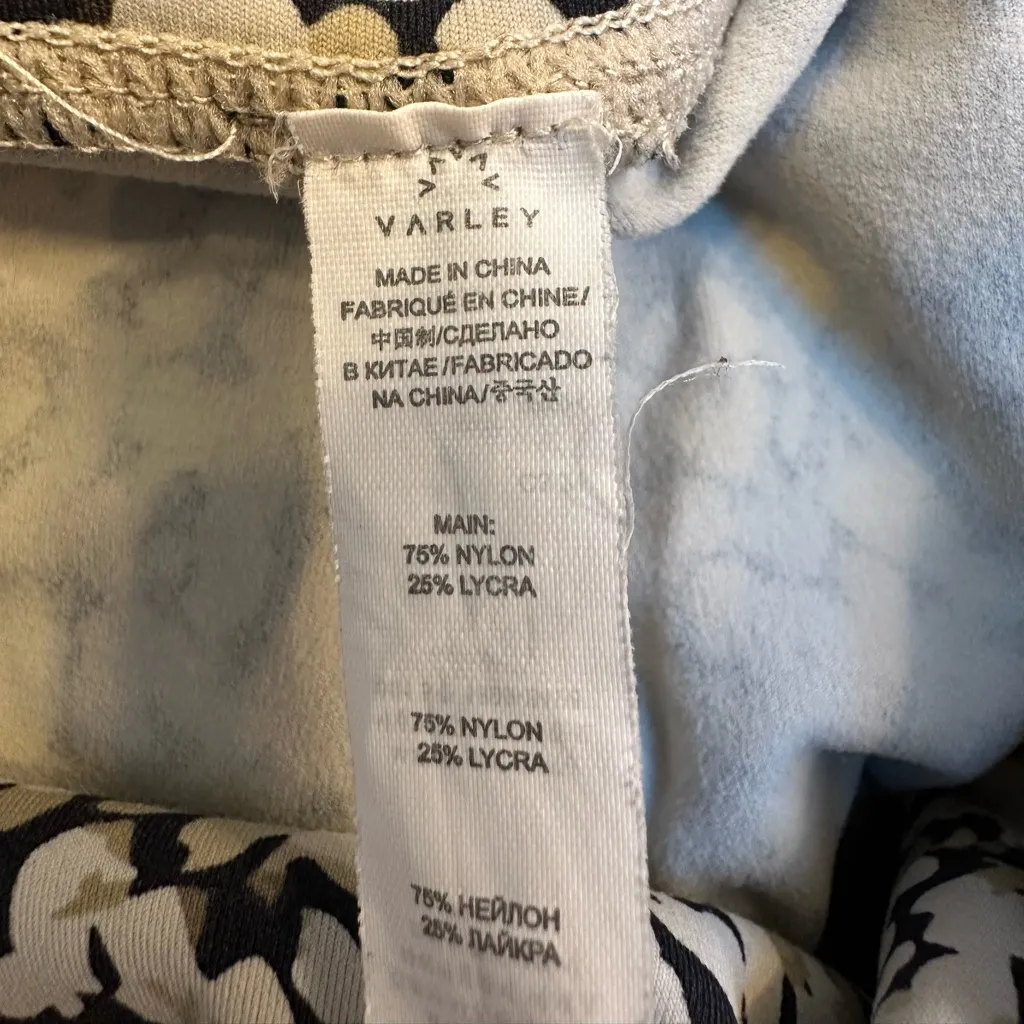 VARLEY
MADE IN CHINA
FABRIQUÉ EN CHINE/
中国制/СДЕЛАНО
В КИТАЕ/FABRICADO
NA CHINA/중국산
MAIN:
75% NYLON
25% LYCRA
75% NYLON
25% LYCRA
75% НЕЙЛОН
25% ЛАЙКРА